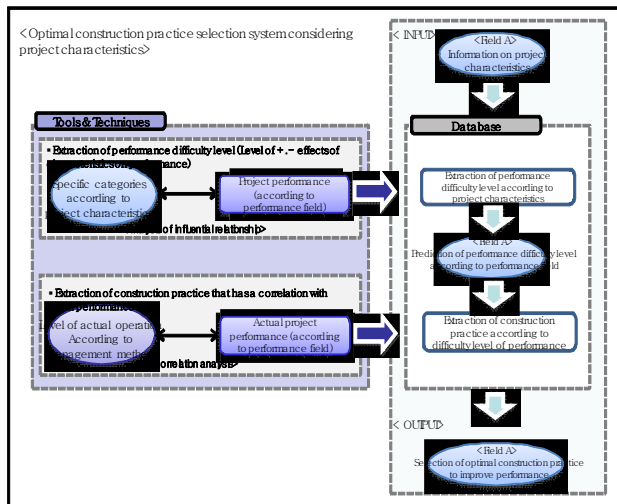 <Optimal construction practice selection system considering
project characteristics>
Tools & Techniques
▪ Extraction of performance difficulty level (Level of + . - effects of
performance)
Specific categories
according to
project characteristics
Project performance
(according to
performance field)
of influential relationship>
▪ Extraction of construction practice that has a correlation with
performance
Level of actual operation
According to
management method
Actual project
performance (according
to performance field)
correlation analysis>
< INPUT>
<Field A>
Information on project
characteristics
Database
Extraction of performance
difficulty level according to
project characteristics
<Field A>
Prediction of performance difficulty level
according to performance field
Extraction of construction
practice according to
difficulty level of performance
< OUTPUT>
<Field A>
Selection of optimal construction practice
to improve performance